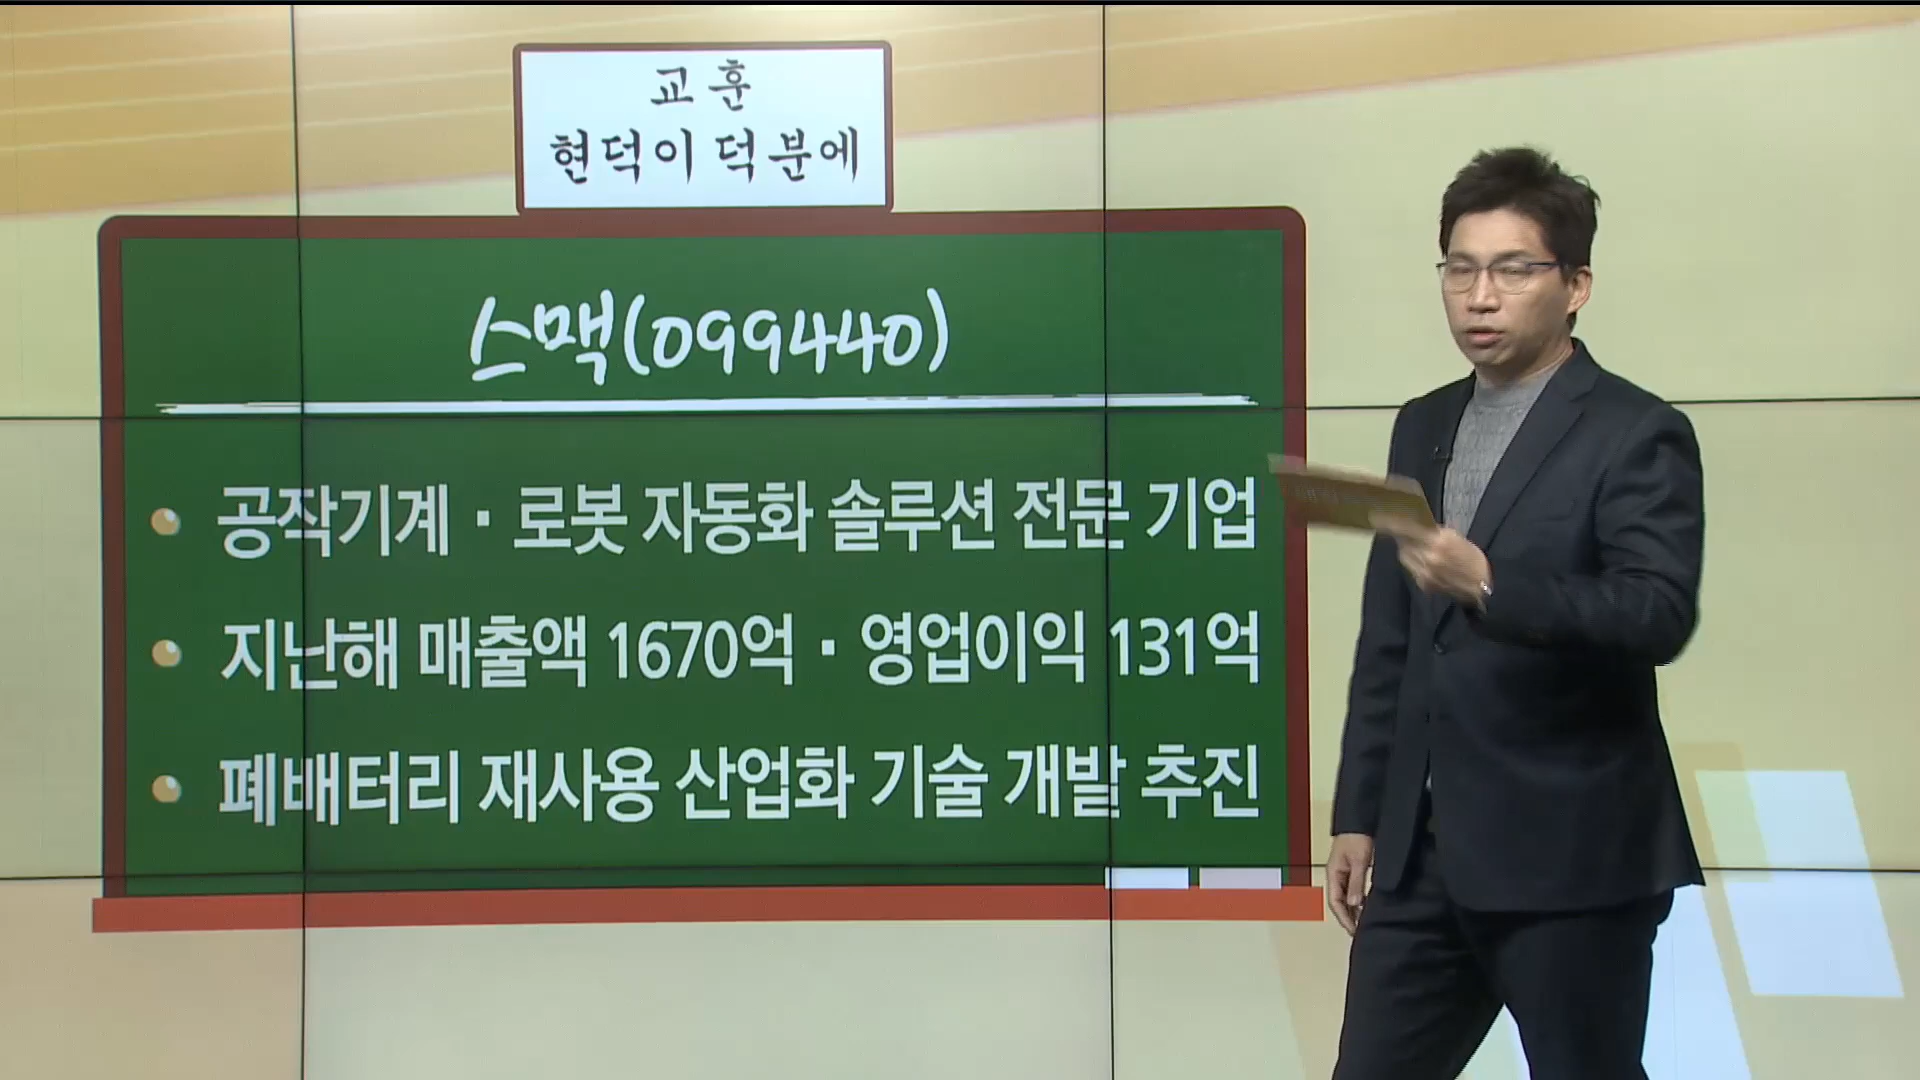 교훈
현덕이 덕분에
스맥(099440)
공작기계·로봇 자동화 솔루션 전문 기업
지난해 매출액 1670억·영업이익 131억
폐배터리 재사용 산업화 기술 개발 추진